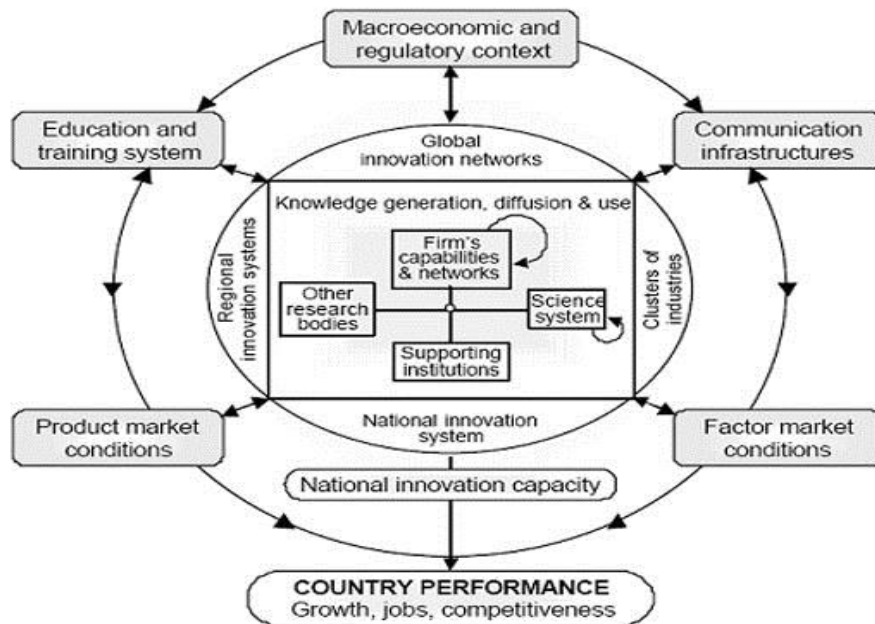 Macroeconomic and
regulatory context
Education and
training system
Communication
infrastructures
Global
innovation networks
Knowledge generation, diffusion & use
Regional
innovation systems
Clusters of
industries
Firm's
capabilities
& networks
Other
research
bodies
Science
system
Supporting
institutions
Product market
conditions
National innovation
system
Factor market
conditions
National innovation capacity
COUNTRY PERFORMANCE
Growth, jobs, competitiveness